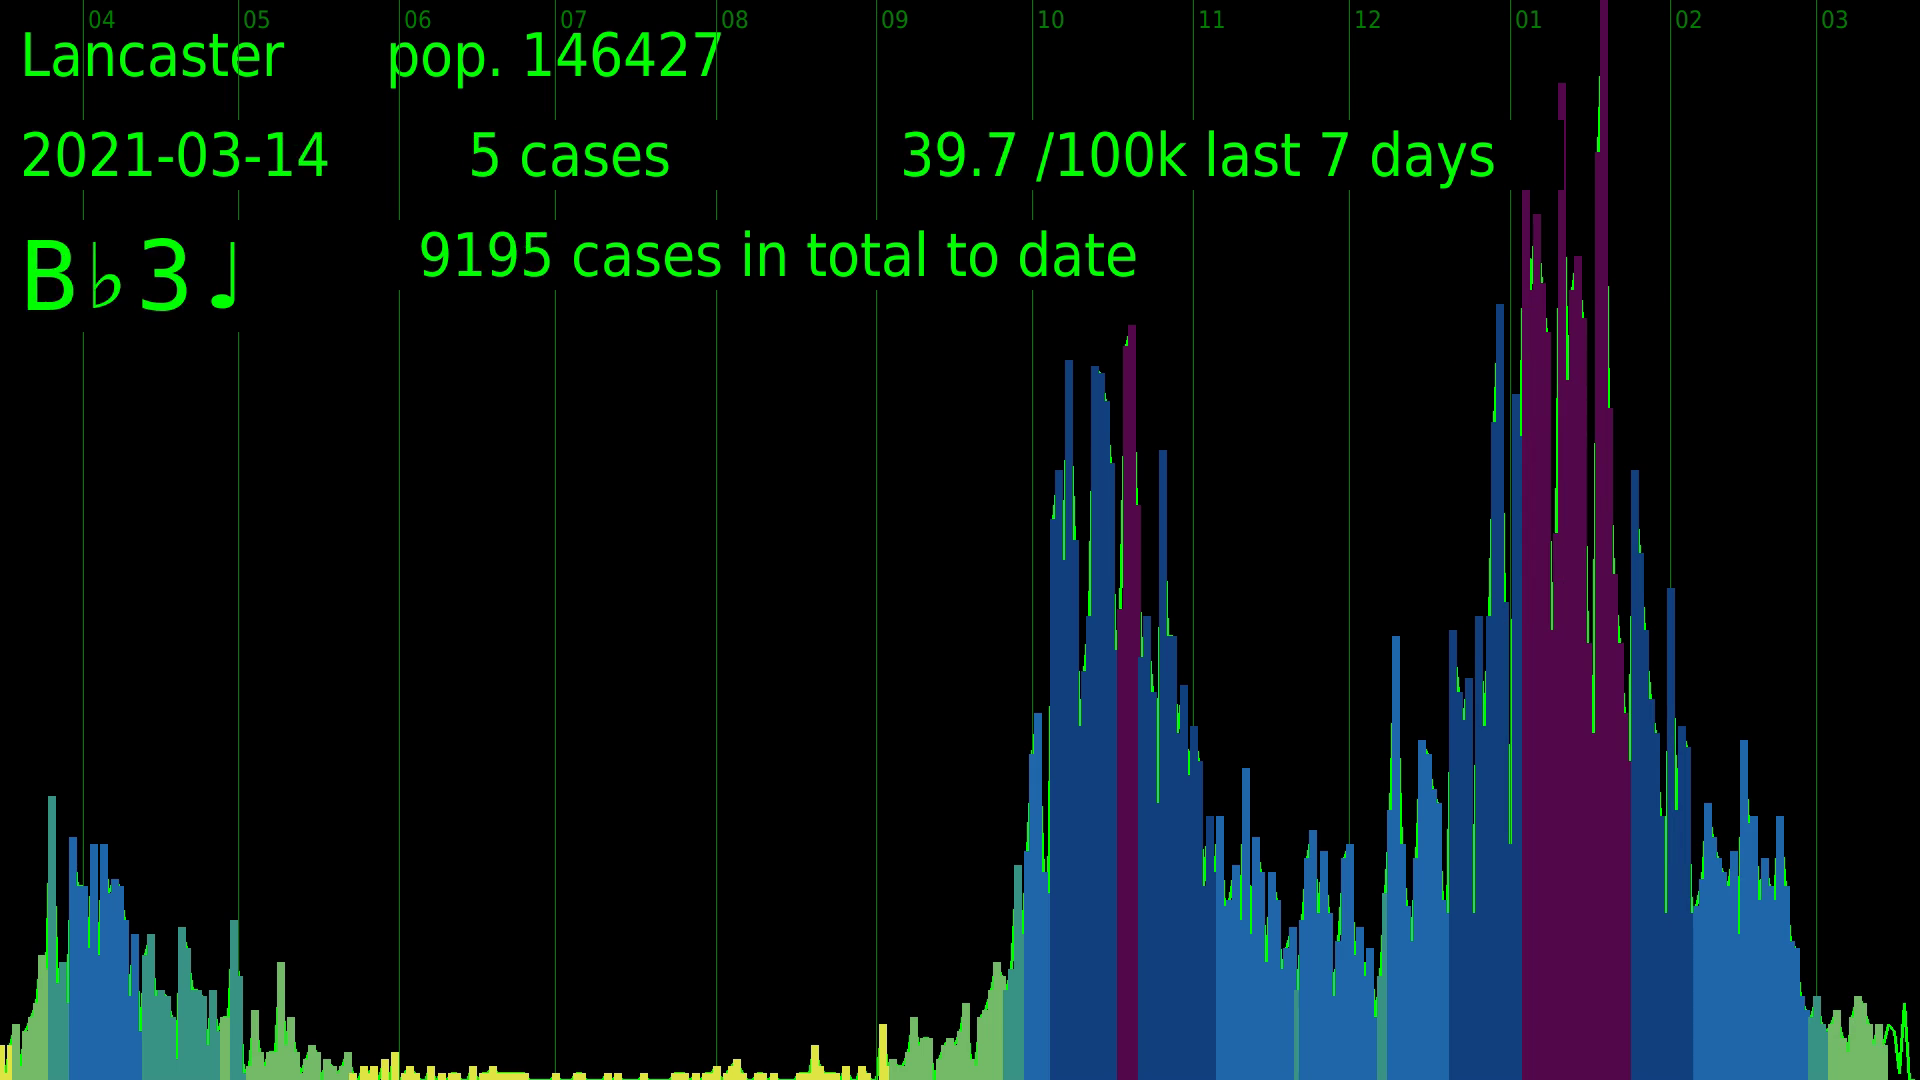 04 05 06 07 08 09 10 11 12 01 02 03
Lancaster pop. 146427
2021-03-14 5 cases 39.7 /100k last 7 days
B♭3♩ 9195 cases in total to date